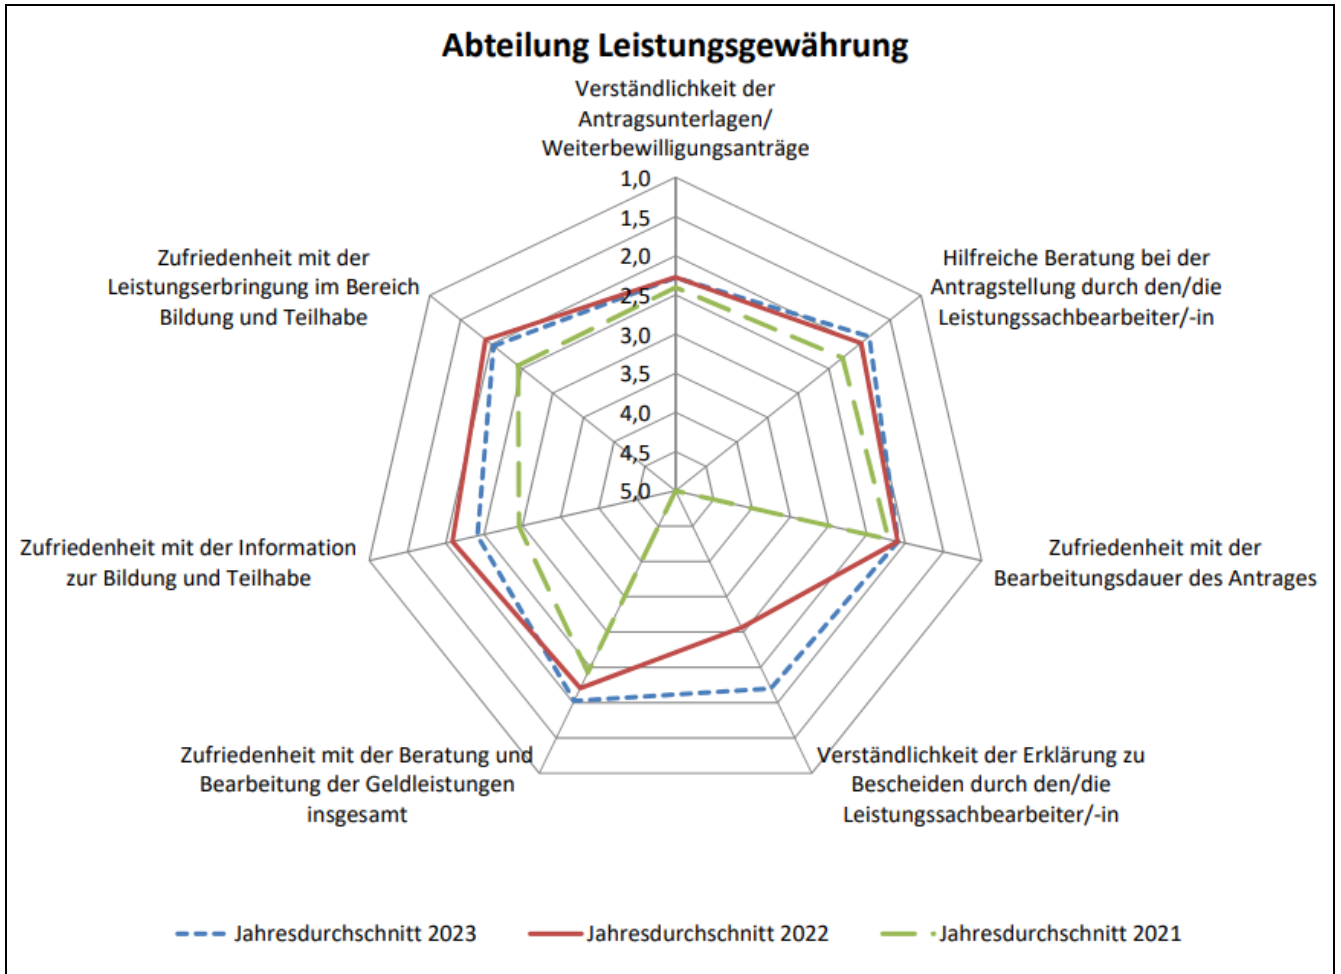 Abteilung Leistungsgewährung
Verständlichkeit der
Antragsunterlagen/
Weiterbewilligungsanträge
1,0
1,5
2,0
2,5
3,0
3,5
4,0
4,5
5,0
Hilfreiche Beratung bei der
Antragstellung durch den/die
Leistungssachbearbeiter/-in
Zufriedenheit mit der
Bearbeitungsdauer des Antrages
Verständlichkeit der Erklärung zu
Bescheiden durch den/die
Leistungssachbearbeiter/-in
Zufriedenheit mit der Beratung und
Bearbeitung der Geldleistungen
insgesamt
Zufriedenheit mit der Information
zur Bildung und Teilhabe
Zufriedenheit mit der
Leistungserbringung im Bereich
Bildung und Teilhabe
Jahresdurchschnitt 2023
Jahresdurchschnitt 2022
Jahresdurchschnitt 2021